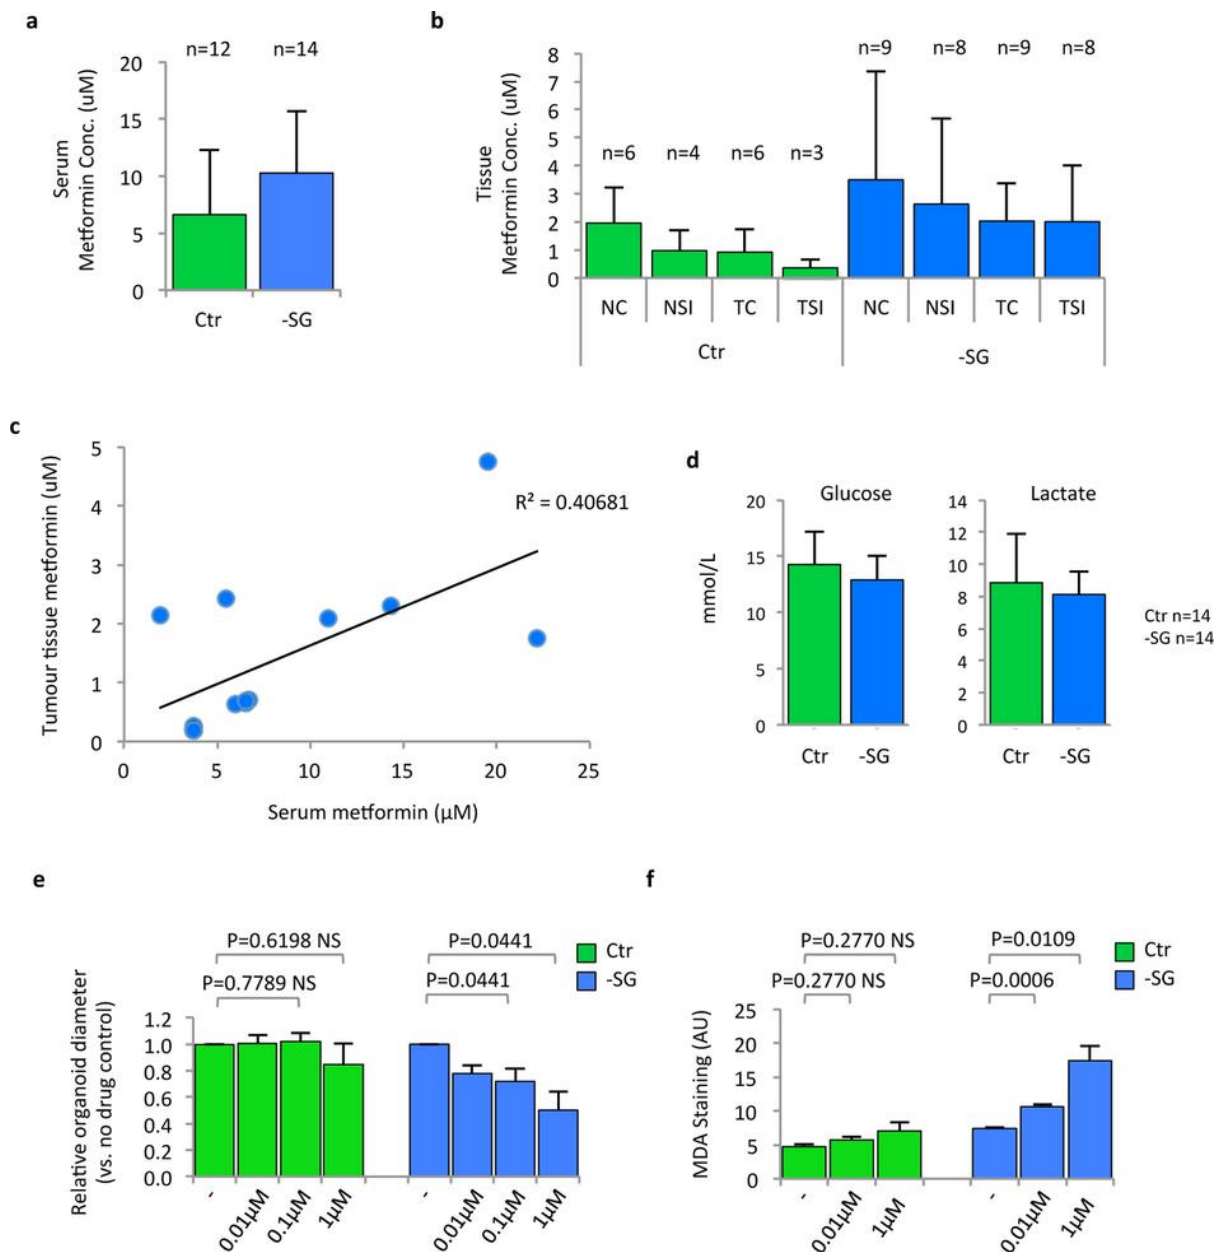 a
n=12 n=14
Serum
Metformin Conc. (uM)
20
15
10
5
0
Ctr -SG
b
n=9 n=8 n=9 n=8
n=6 n=4 n=6 n=3
Tissue
Metformin Conc. (uM)
8
7
6
5
4
3
2
1
0
NC NSI TC TSI NC NSI TC TSI
Ctr -SG
c
Tumour tissue metformin (uM)
5
4
3
2
1
0
R² = 0.40681
0 5 10 15 20 25
Serum metformin (µM)
d
Glucose
mmol/L
20
15
10
5
0
Ctr -SG
Lactate
14
12
10
8
6
4
2
0
Ctr -SG
Ctr n=14
-SG n=14
e
P=0.6198 NS P=0.0441
P=0.7789 NS P=0.0441
Ctr
-SG
Relative organoid diameter
(vs. no drug control)
1.2
1.0
0.8
0.6
0.4
0.2
0.0
- 0.01µM 0.1µM 1µM - 0.01µM 0.1µM 1µM
f
P=0.2770 NS P=0.0109
P=0.2770 NS P=0.0006
Ctr
-SG
MDA Staining (AU)
25
20
15
10
5
0
- 0.01µM 1µM - 0.01µM 1µM